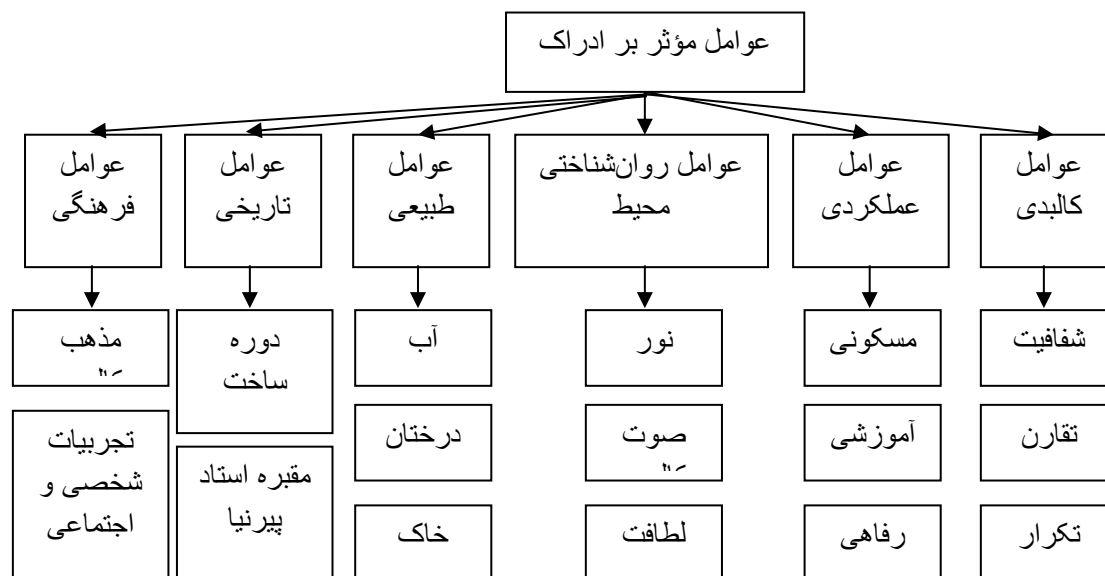 عوامل مؤثر بر ادراک
عوامل
کالبدی
عوامل
عملکردی
عوامل روان‌شناختی
محیط
عوامل
طبیعی
عوامل
تاریخی
عوامل
فرهنگی
شفافیت
مسکونی
نور
آب
دوره
ساخت
مذهب
تقارن
آموزشی
صوت
درختان
مقبره استاد
پیرنیا
تجربیات
شخصی و
اجتماعی
تکرار
رفاهی
لطافت
خاک